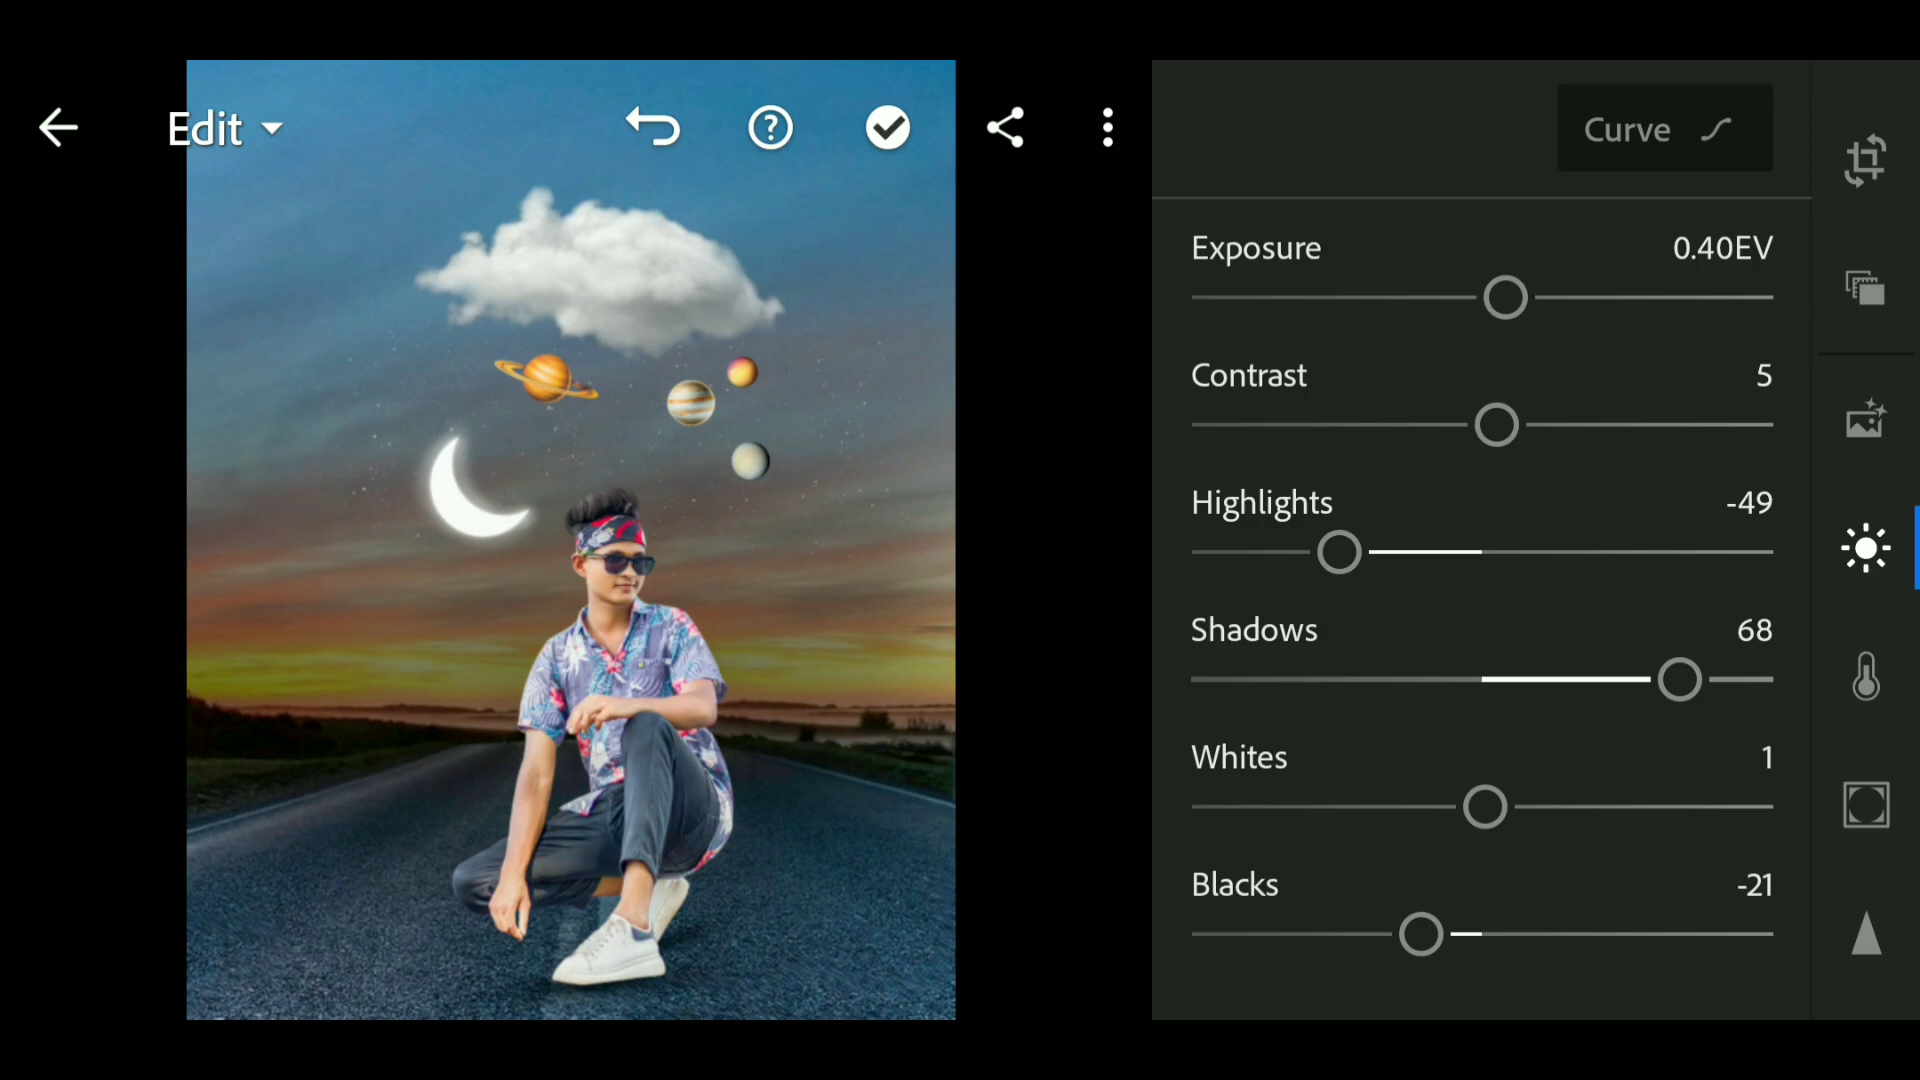 Edit
Curve
Exposure 0.40EV
Contrast 5
Highlights -49
Shadows 68
Whites 1
Blacks -21